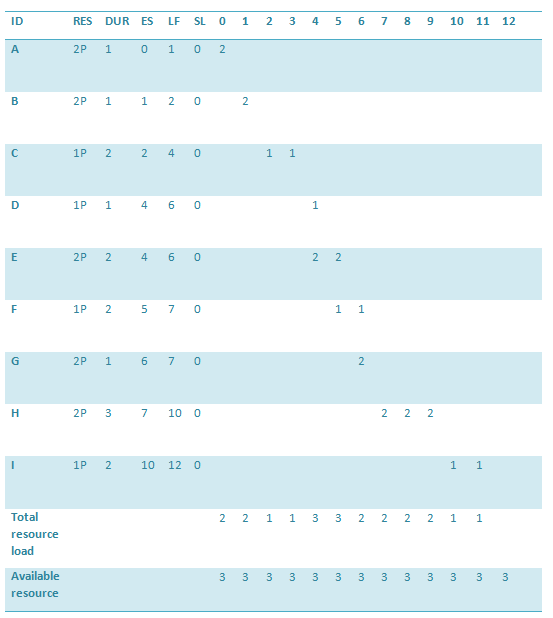 ID RES DUR ES LF SL 0 1 2 3 4 5 6 7 8 9 10 11 12
A 2P 1 0 1 0 2
B 2P 1 1 2 0 2
C 1P 2 2 4 0 1 1
D 1P 1 4 6 0 1
E 2P 2 4 6 0 2 2
F 1P 2 5 7 0 1 1
G 2P 1 6 7 0 2
H 2P 3 7 10 0 2 2 2
I 1P 2 10 12 0 1 1
Total 2 2 1 1 3 3 2 2 2 2 1 1
resource
load
Available 3 3 3 3 3 3 3 3 3 3 3 3 3
resource